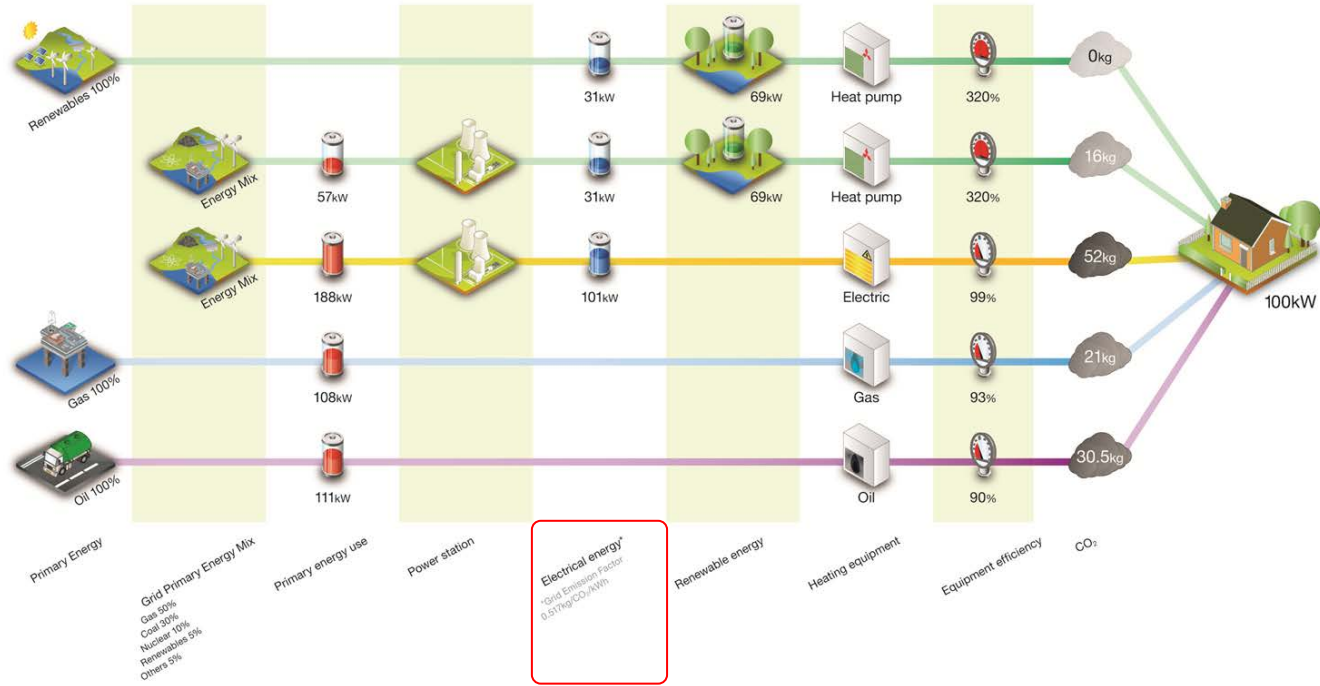 Renewables 100%
31kW
69kW
Heat pump
320%
0kg
Energy Mix
57kW
31kW
69kW
Heat pump
320%
16kg
Energy Mix
188kW
101kW
Electric
99%
52kg
100kW
Gas 100%
108kW
Gas
93%
21kg
Oil 100%
111kW
Oil
90%
30.5kg
Primary Energy
Grid Primary Energy Mix
Gas 50%
Coal 30%
Nuclear 10%
Renewables 5%
Others 5%
Primary energy use
Power station
Electrical energy*
*Grid Emission Factor
0.517kg/CO₂/kWh
Renewable energy
Heating equipment
Equipment efficiency
CO₂